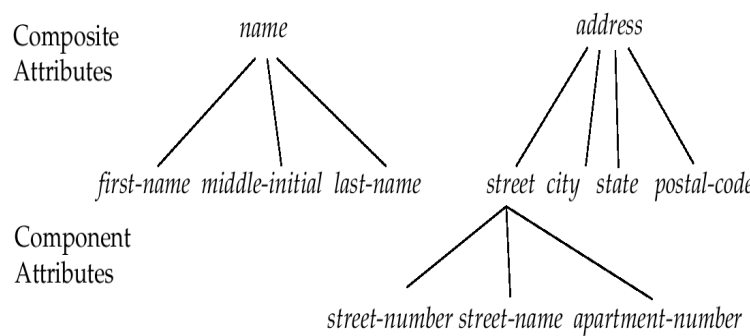 Composite
Attributes
name
address
first-name middle-initial last-name
street city state postal-code
Component
Attributes
street-number street-name apartment-number